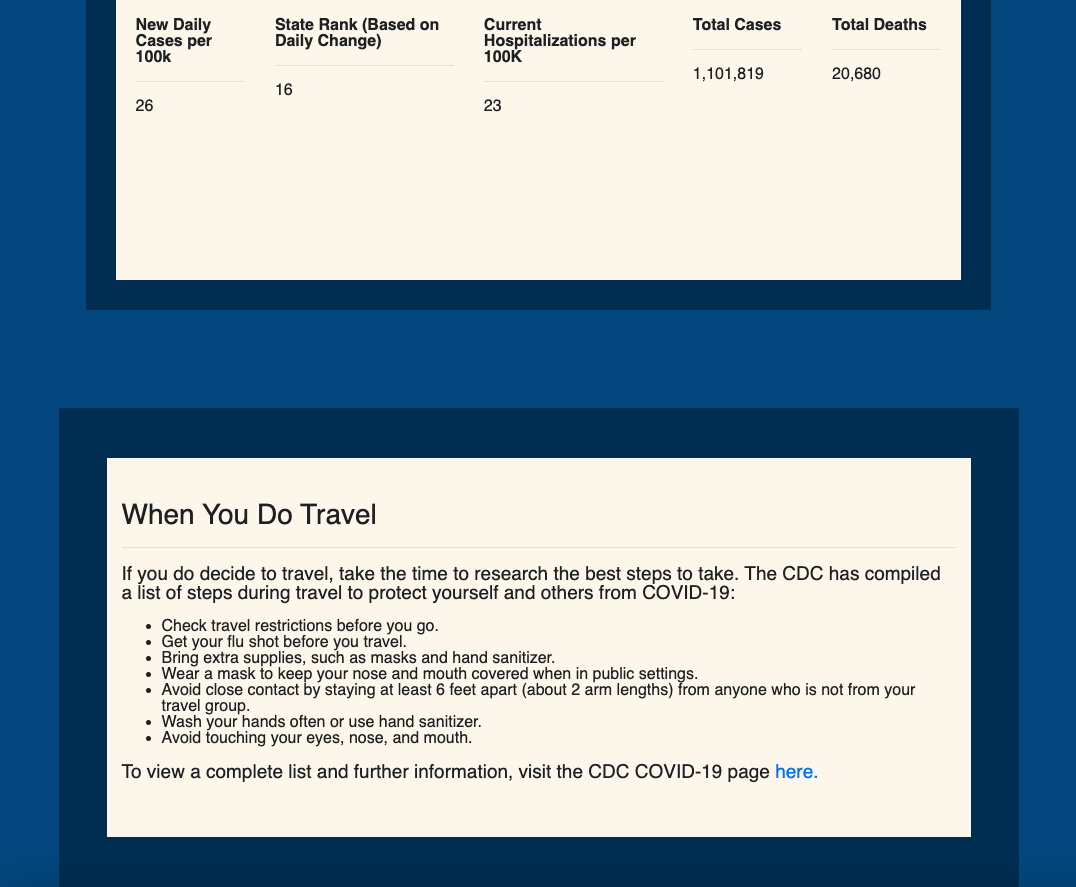 New Daily Cases per 100k
26
State Rank (Based on Daily Change)
16
Current Hospitalizations per 100K
23
Total Cases
1,101,819
Total Deaths
20,680
When You Do Travel
If you do decide to travel, take the time to research the best steps to take. The CDC has compiled
a list of steps during travel to protect yourself and others from COVID-19:
Check travel restrictions before you go.
Get your flu shot before you travel.
Bring extra supplies, such as masks and hand sanitizer.
Wear a mask to keep your nose and mouth covered when in public settings.
Avoid close contact by staying at least 6 feet apart (about 2 arm lengths) from anyone who is not from your
travel group.
Wash your hands often or use hand sanitizer.
Avoid touching your eyes, nose, and mouth.
To view a complete list and further information, visit the CDC COVID-19 page here.